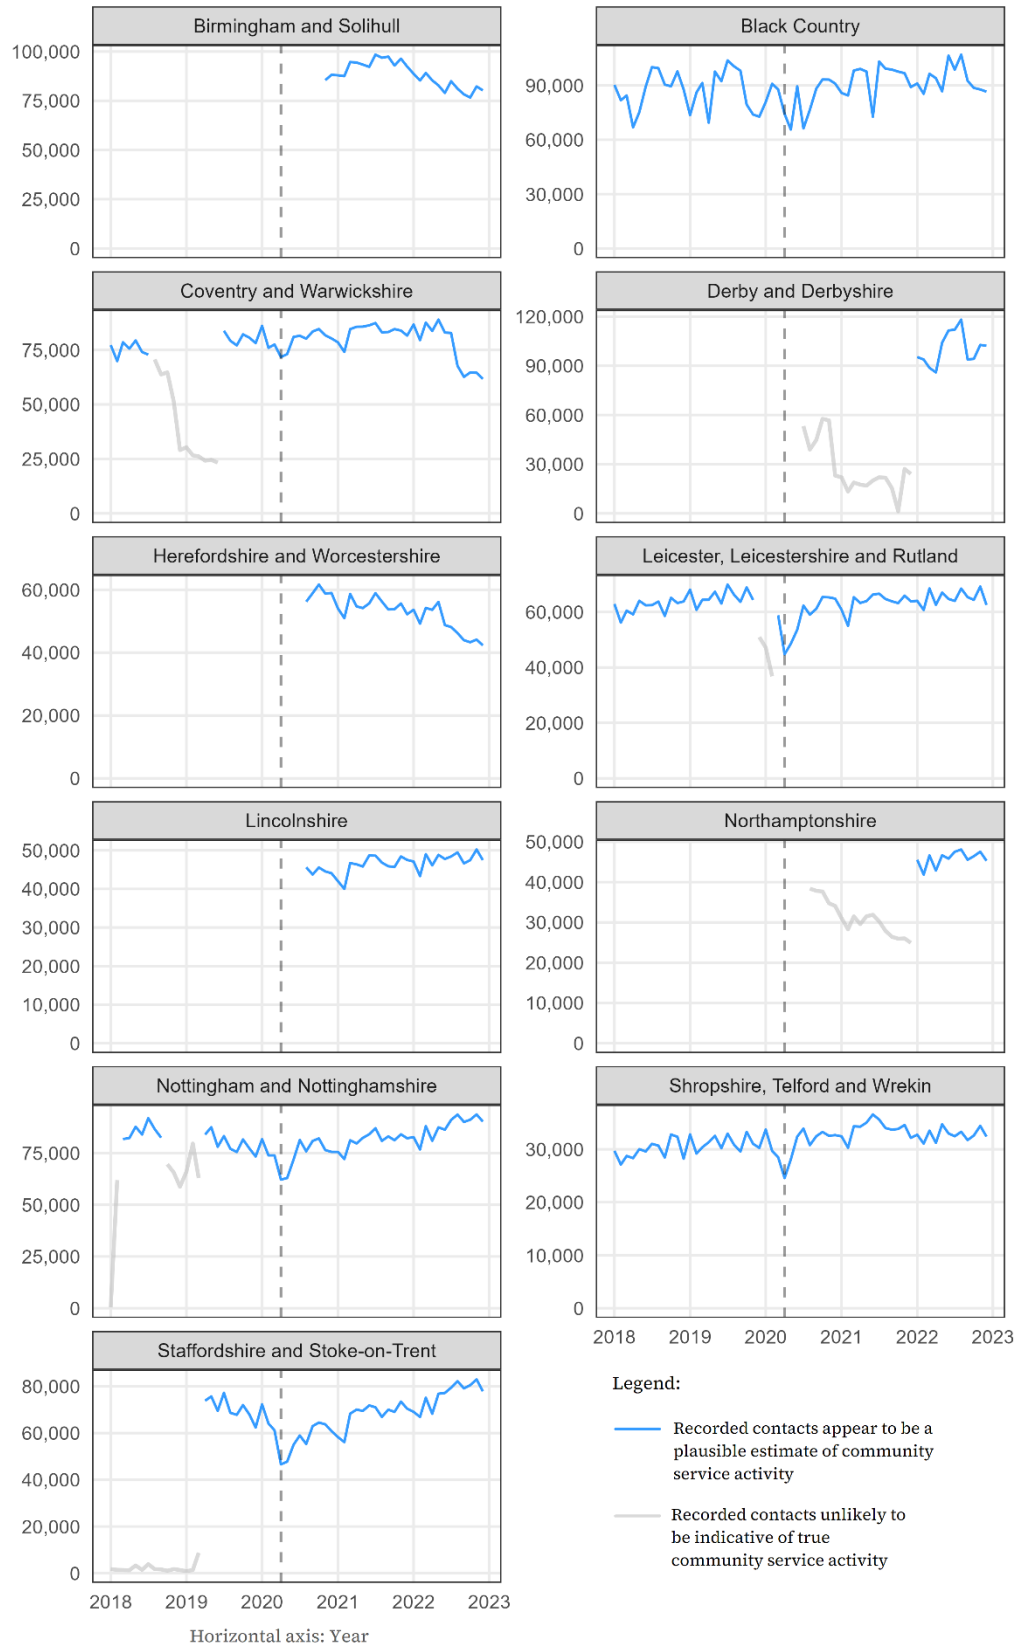 Birmingham and Solihull
100,000
75,000
50,000
25,000
0
Black Country
90,000
60,000
30,000
0
Coventry and Warwickshire
75,000
50,000
25,000
0
Derby and Derbyshire
120,000
90,000
60,000
30,000
0
Herefordshire and Worcestershire
60,000
40,000
20,000
0
Leicester, Leicestershire and Rutland
60,000
40,000
20,000
0
Lincolnshire
50,000
40,000
30,000
20,000
10,000
0
Northamptonshire
50,000
40,000
30,000
20,000
10,000
0
Nottingham and Nottinghamshire
75,000
50,000
25,000
0
Shropshire, Telford and Wrekin
30,000
20,000
10,000
0
2018 2019 2020 2021 2022 2023
Staffordshire and Stoke-on-Trent
80,000
60,000
40,000
20,000
0
2018 2019 2020 2021 2022 2023
Horizontal axis: Year
Legend:
Recorded contacts appear to be a
plausible estimate of community
service activity
Recorded contacts unlikely to
be indicative of true
community service activity